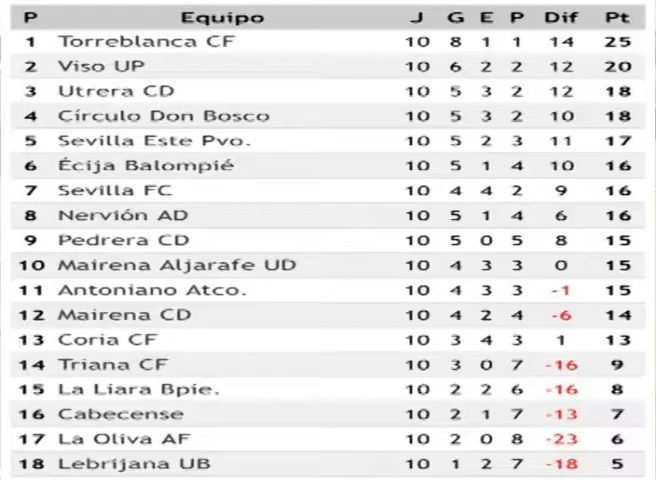 P Equipo J G E P Dif Pt
1 Torreblanca CF 10 8 1 1 14 25
2 Viso UP 10 6 2 2 12 20
3 Utrera CD 10 5 3 2 12 18
4 Círculo Don Bosco 10 5 3 2 10 18
5 Sevilla Este Pvo. 10 5 2 3 11 17
6 Écija Balompié 10 5 1 4 10 16
7 Sevilla FC 10 4 4 2 9 16
8 Nervión AD 10 5 1 4 6 16
9 Pedrera CD 10 5 0 5 8 15
10 Mairena Aljarafe UD 10 4 3 3 0 15
11 Antoniano Atco. 10 4 3 3 -1 15
12 Mairena CD 10 4 2 4 -6 14
13 Coria CF 10 3 4 3 1 13
14 Triana CF 10 3 0 7 -16 9
15 La Liara Bpie. 10 2 2 6 -16 8
16 Cabecense 10 2 1 7 -13 7
17 La Oliva AF 10 2 0 8 -23 6
18 Lebrijana UB 10 1 2 7 -18 5